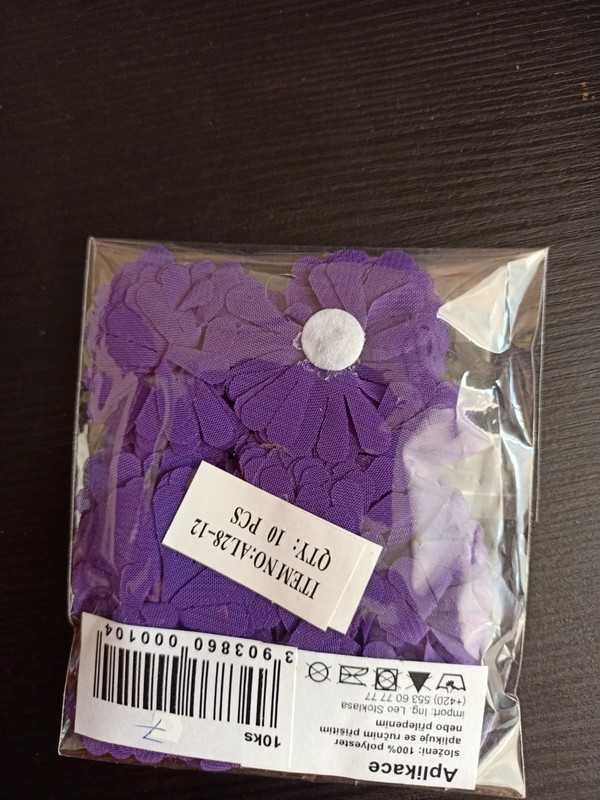 ITEM NO:AL28-12
QTY: 10 PCS
Aplikace
složení: 100% polyester
aplikuje se ručním přišitím
nebo přilepením
import: Ing. Leo Stoklasa
(+420) 553 60 77 77
10ks
7
3 903860 000104